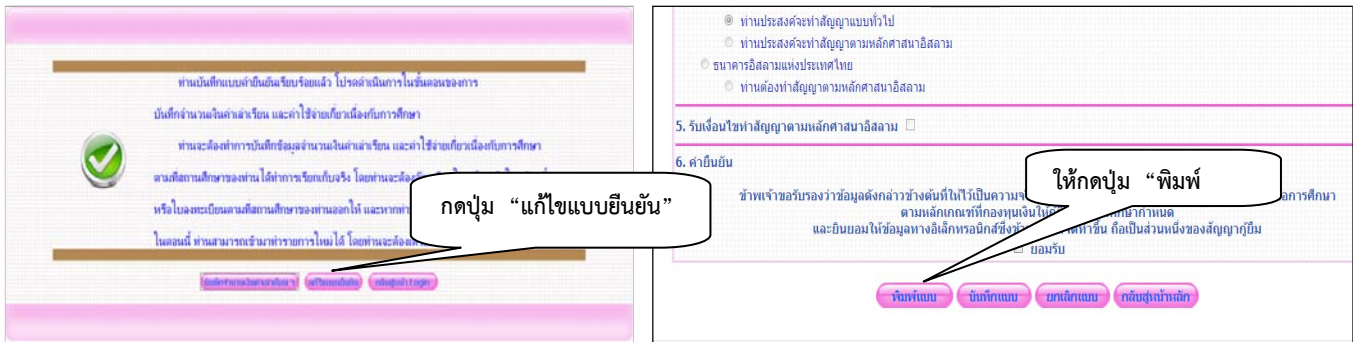 ท่านบันทึกแบบคำยืนยันเรียบร้อยแล้ว โปรดดำเนินการในขั้นตอนของการ
บันทึกจำนวนเงินค่าเล่าเรียน และค่าใช้จ่ายเกี่ยวเนื่องกับการศึกษา
ท่านจะต้องทำการบันทึกข้อมูลจำนวนเงินค่าเล่าเรียน และค่าใช้จ่ายเกี่ยวเนื่องกับการศึกษา
ตามที่สถานศึกษาของท่านได้ทำการเรียกเก็บจริง โดยท่านจะต้อง
หรือใบลงทะเบียนตามที่สถานศึกษาของท่านออกให้ และหากท่า
ในตอนนี้ ท่านสามารถเข้ามาทำรายการใหม่ได้ โดยท่านจะต้อง
กดปุ่ม “แก้ไขแบบยืนยัน”
แก้ไขแบบยืนยัน
กลับสู่หน้า Login
ท่านประสงค์จะทำสัญญาแบบทั่วไป
ท่านประสงค์จะทำสัญญาตามหลักศาสนาอิสลาม
ธนาคารอิสลามแห่งประเทศไทย
ท่านต้องทำสัญญาตามหลักศาสนาอิสลาม
5. รับเงื่อนไขทำสัญญาตามหลักศาสนาอิสลาม
6. คำยืนยัน
ให้กดปุ่ม “พิมพ์
ข้าพเจ้าขอรับรองว่าข้อมูลดังกล่าวข้างต้นที่ให้ไว้เป็นความจ อการศึกษา
ตามหลักเกณฑ์ที่กองทุนเงินให้ กษากำหนด
และยินยอมให้ข้อมูลทางอิเล็กทรอนิกส์ซึ่งข้า ทำขึ้น ถือเป็นส่วนหนึ่งของสัญญากู้ยืม
ยอมรับ
พิมพ์แบบ บันทึกแบบ ยกเลิกแบบ กลับสู่หน้าหลัก